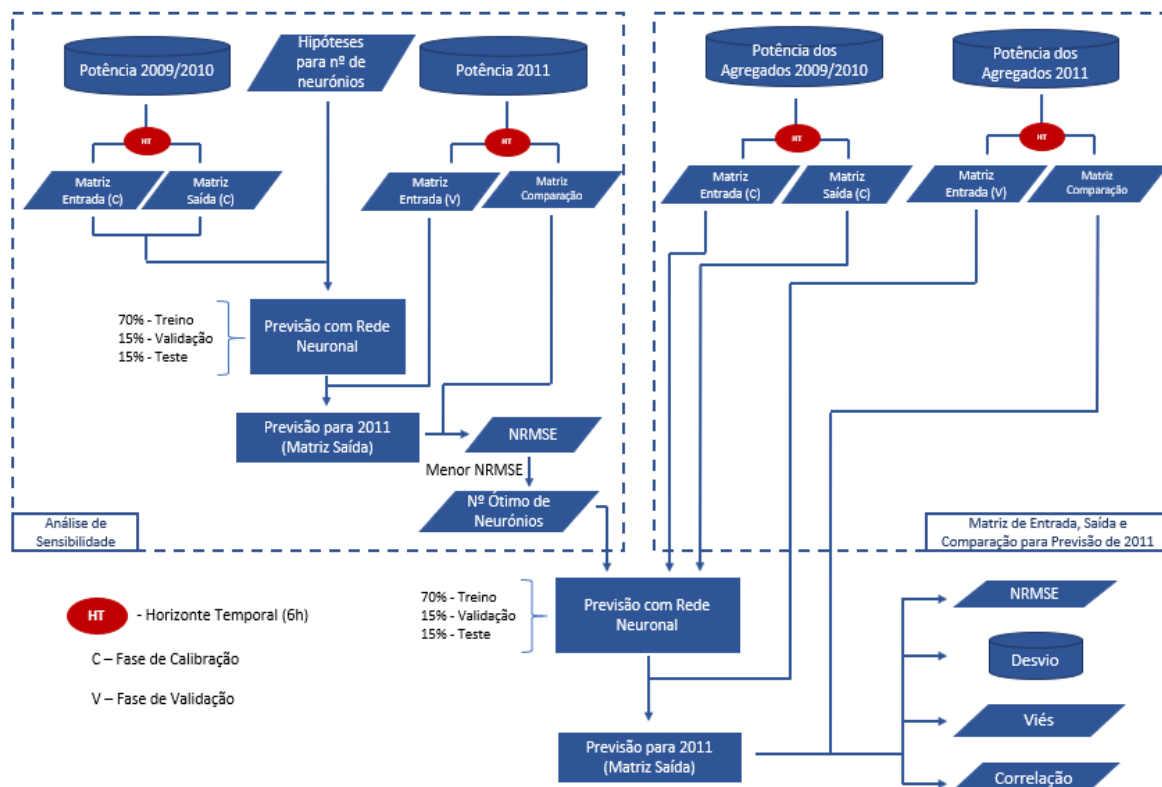 Potência 2009/2010
Hipóteses
para nº de
neurónios
Potência 2011
HT
HT
Matriz
Entrada (C)
Matriz
Saída (C)
Matriz
Entrada (V)
Matriz
Comparação
70% - Treino
15% - Validação
15% - Teste
Previsão com Rede
Neuronal
Previsão para 2011
(Matriz Saída)
NRMSE
Menor NRMSE
Nº Ótimo de
Neurónios
Análise de
Sensibilidade
Potência dos
Agregados 2009/2010
Potência dos
Agregados 2011
HT
HT
Matriz
Entrada (C)
Matriz
Saída (C)
Matriz
Entrada (V)
Matriz
Comparação
Matriz de Entrada, Saída e
Comparação para Previsão de 2011
HT - Horizonte Temporal (6h)
C – Fase de Calibração
V – Fase de Validação
70% - Treino
15% - Validação
15% - Teste
Previsão com Rede
Neuronal
Previsão para 2011
(Matriz Saída)
NRMSE
Desvio
Viés
Correlação